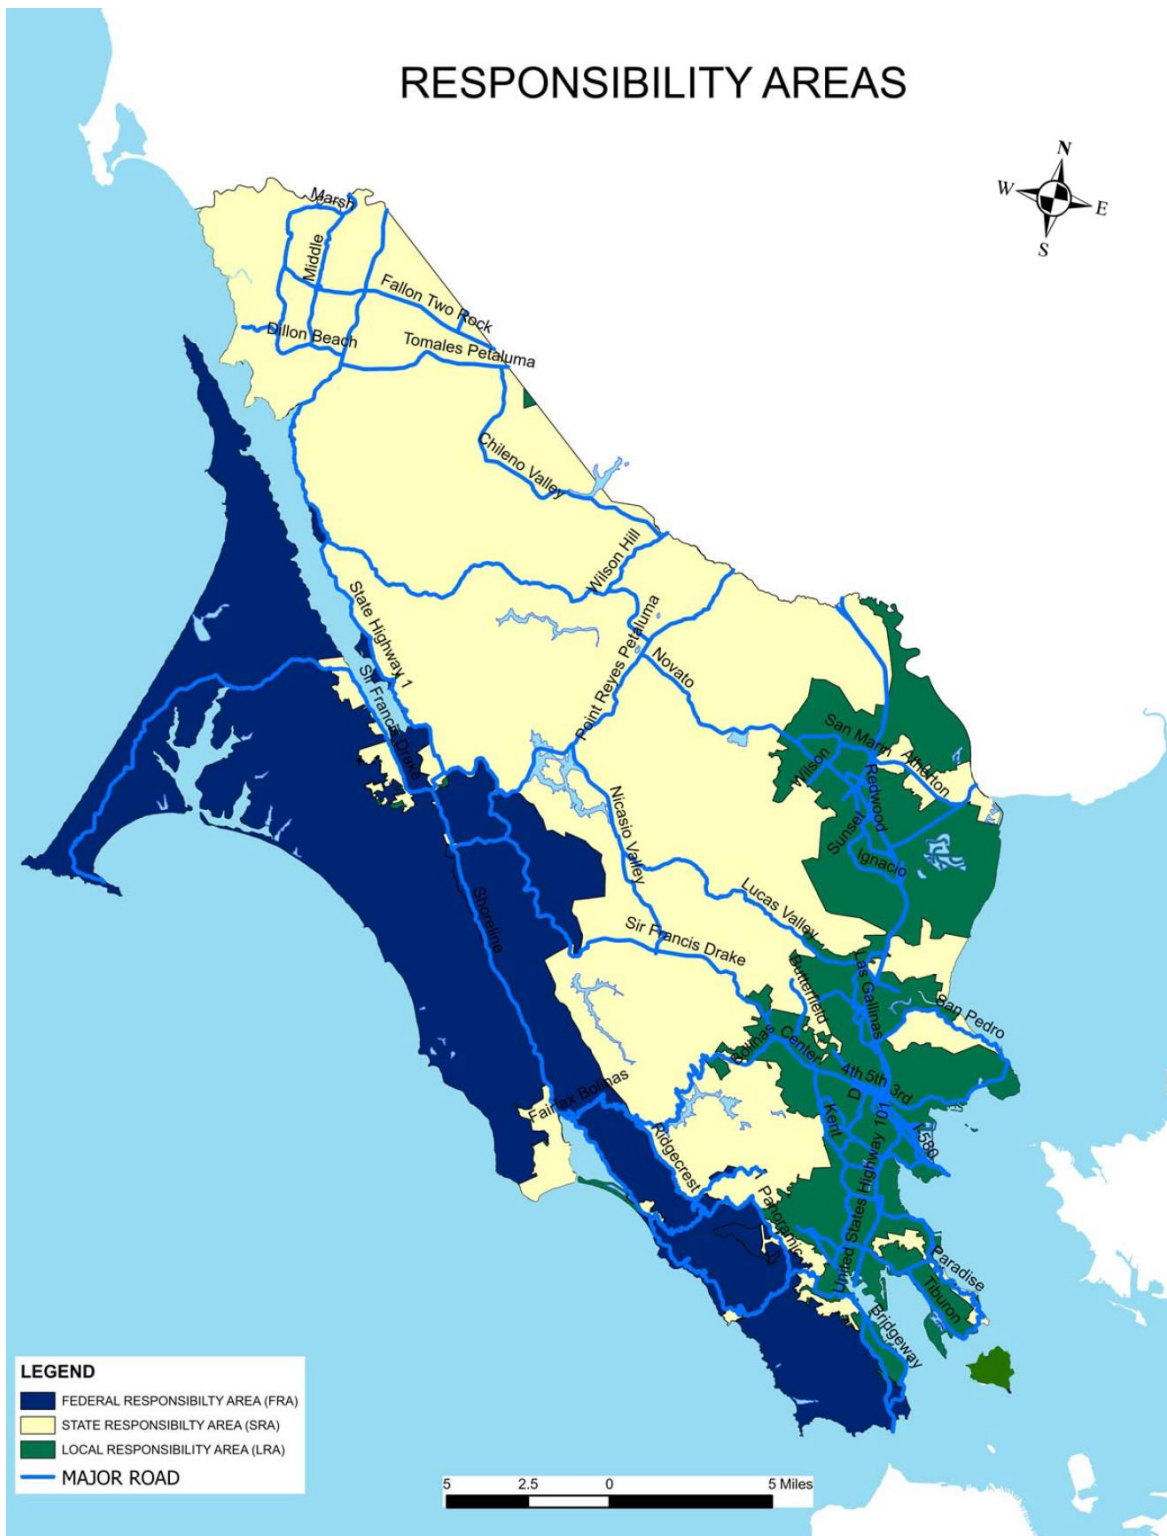 RESPONSIBILITY AREAS
N
W
E
S
Marsh
Middle
Fallon Two Rock
Dillon Beach
Tomales Petaluma
Chileno Valley
Wilson Hill
State Highway 1
Point Reyes Petaluma
Novato
Sir Francis Drake
San Marin
Atherton
Wilson
Redwood
Sunset
Ignacio
Nicasio Valley
Lucas Valley
Shoreline
Sir Francis Drake
Butterfield
Las Gallinas
San Pedro
Bolinas
Center
4th
5th
3rd
D
Fairfax Bolinas
Kent
I 580
Ridgecrest
United States Highway 101
Panoramic
1
Paradise
Tiburon
Bridgeway
LEGEND
FEDERAL RESPONSIBILTY AREA (FRA)
STATE RESPONSIBILTY AREA (SRA)
LOCAL RESPONSIBILITY AREA (LRA)
MAJOR ROAD
5 2.5 0 5 Miles